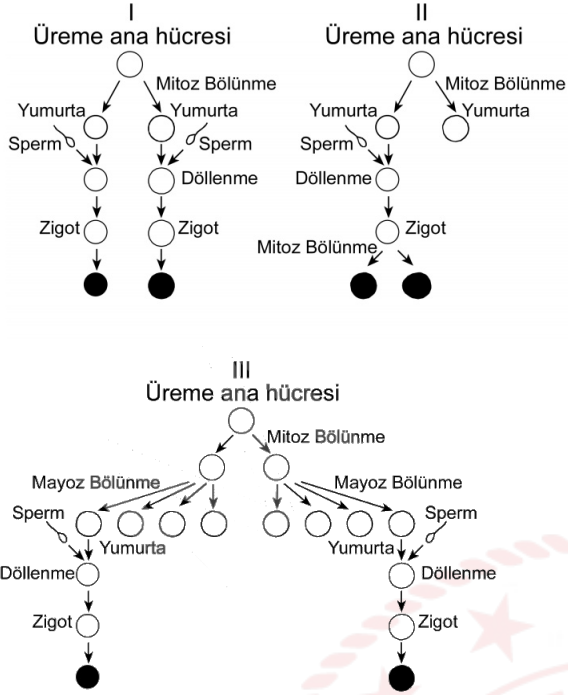 I
Üreme ana hücresi
Mitoz Bölünme
Yumurta
Yumurta
Sperm
Sperm
Döllenme
Zigot
Zigot
II
Üreme ana hücresi
Mitoz Bölünme
Yumurta
Yumurta
Sperm
Döllenme
Zigot
Mitoz Bölünme
III
Üreme ana hücresi
Mitoz Bölünme
Mayoz Bölünme
Mayoz Bölünme
Sperm
Sperm
Yumurta
Yumurta
Döllenme
Döllenme
Zigot
Zigot